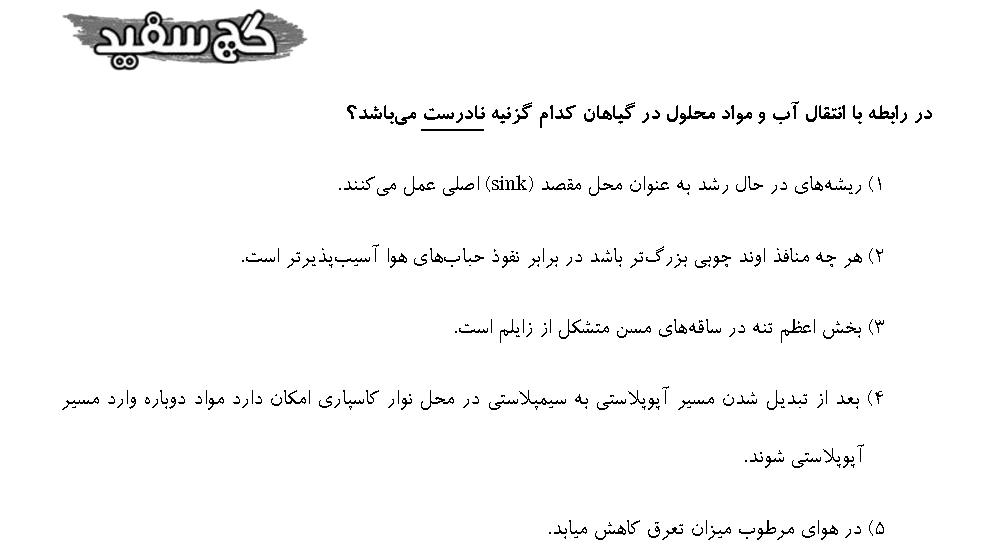 گچ سفید
در رابطه با انتقال آب و مواد محلول در گیاهان کدام گزنیه نادرست می‌باشد؟
۱) ریشه‌های در حال رشد به عنوان محل مقصد (sink) اصلی عمل می‌کنند.
۲) هر چه منافذ اوند چوبی بزرگ‌تر باشد در برابر نفوذ حباب‌های هوا آسیب‌پذیرتر است.
۳) بخش اعظم تنه در ساقه‌های مسن متشکل از زایلم است.
۴) بعد از تبدیل شدن مسیر آپوپلاستی به سیمپلاستی در محل نوار کاسپاری امکان دارد مواد دوباره وارد مسیر
آپوپلاستی شوند.
۵) در هوای مرطوب میزان تعرق کاهش میابد.